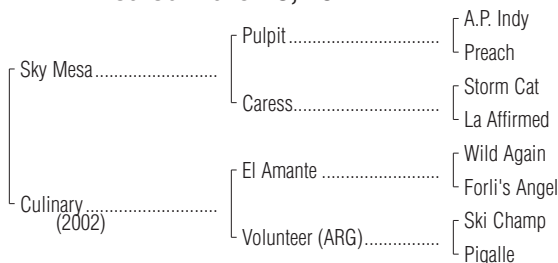 Sky Mesa
Pulpit
A.P. Indy
Preach
Caress
Storm Cat
La Affirmed
Culinary
(2002)
El Amante
Wild Again
Forli's Angel
Volunteer (ARG)
Ski Champ
Pigalle